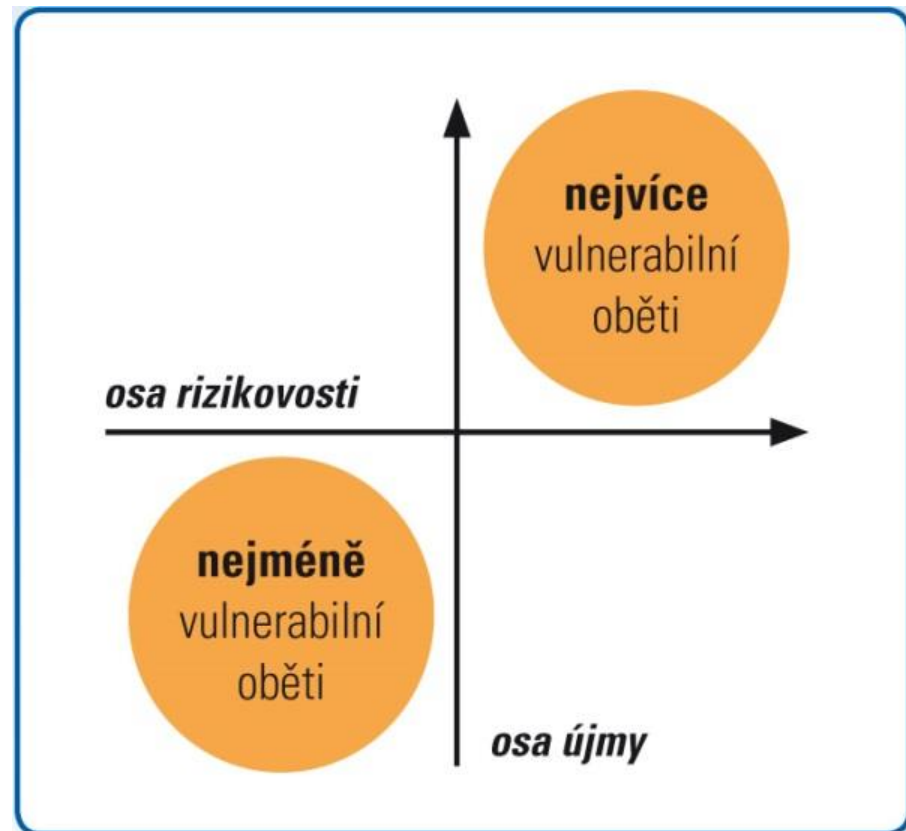 nejvíce
vulnerabilní
oběti
osa rizikovosti
nejméně
vulnerabilní
oběti
osa újmy